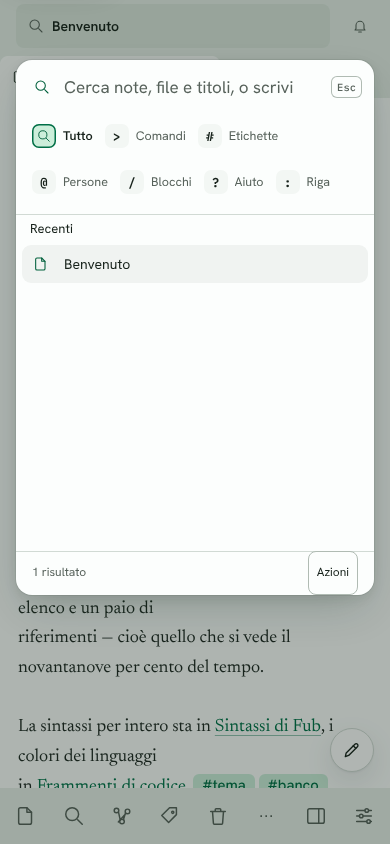 Benvenuto
Cerca note, file e titoli, o scrivi
Esc
Tutto
> Comandi
# Etichette
@ Persone
/ Blocchi
? Aiuto
: Riga
Recenti
Benvenuto
1 risultato
Azioni
elenco e un paio di
riferimenti — cioè quello che si vede il
novantanove per cento del tempo.
La sintassi per intero sta in Sintassi di Fub, i
colori dei linguaggi
in Frammenti di codice #tema #banco